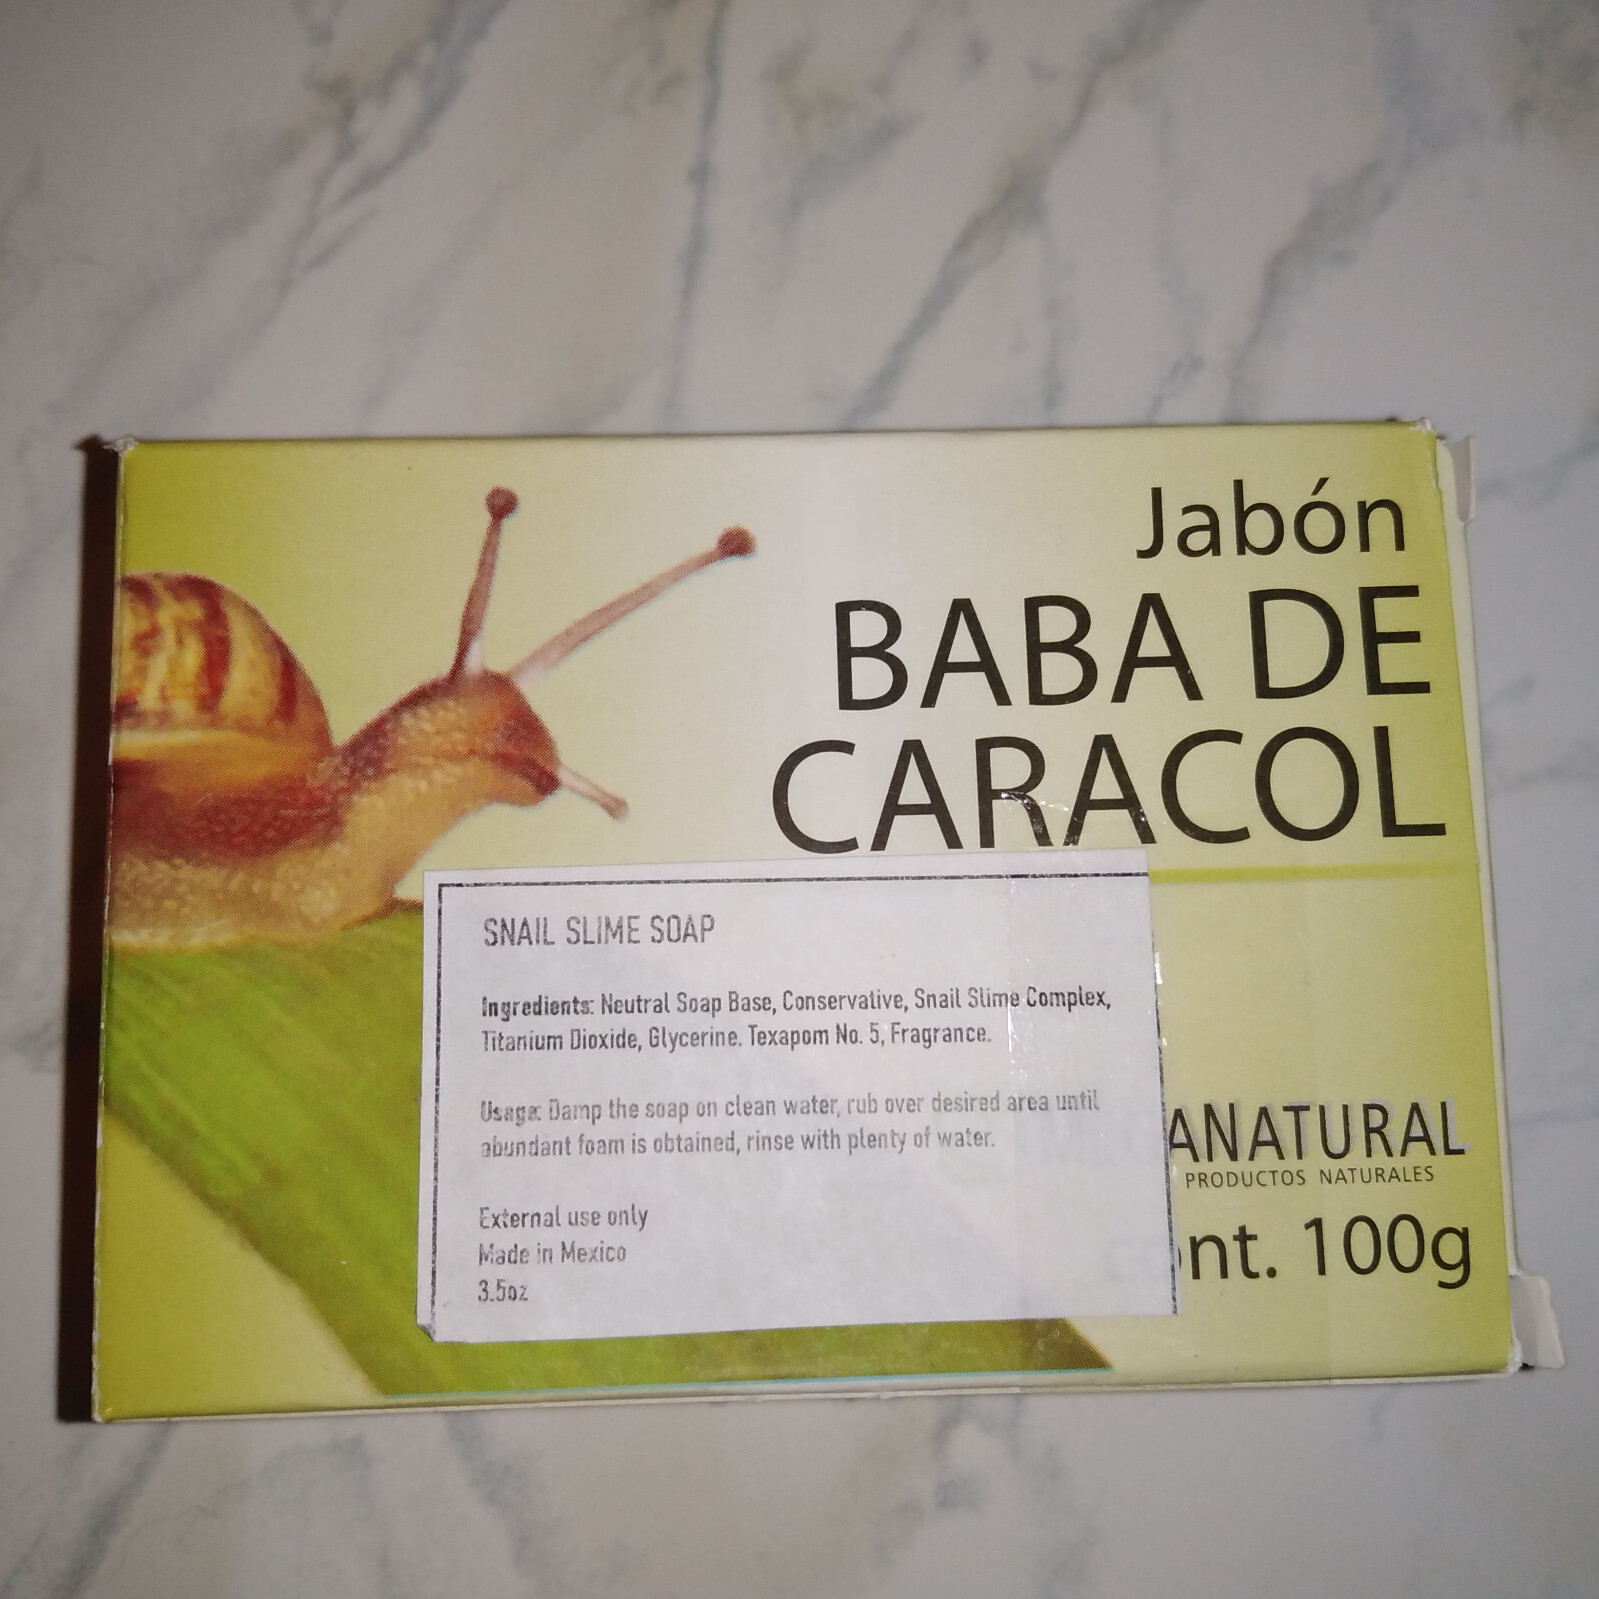 Jabón
BABA DE
CARACOL
SNAIL SLIME SOAP
Ingredients: Neutral Soap Base, Conservative, Snail Slime Complex,
Titanium Dioxide, Glycerine. Texapom No. 5, Fragrance.
Usage: Damp the soap on clean water, rub over desired area until
abundant foam is obtained, rinse with plenty of water.
External use only
Made in Mexico
3.5oz
ANATURAL
PRODUCTOS NATURALES
nt. 100g